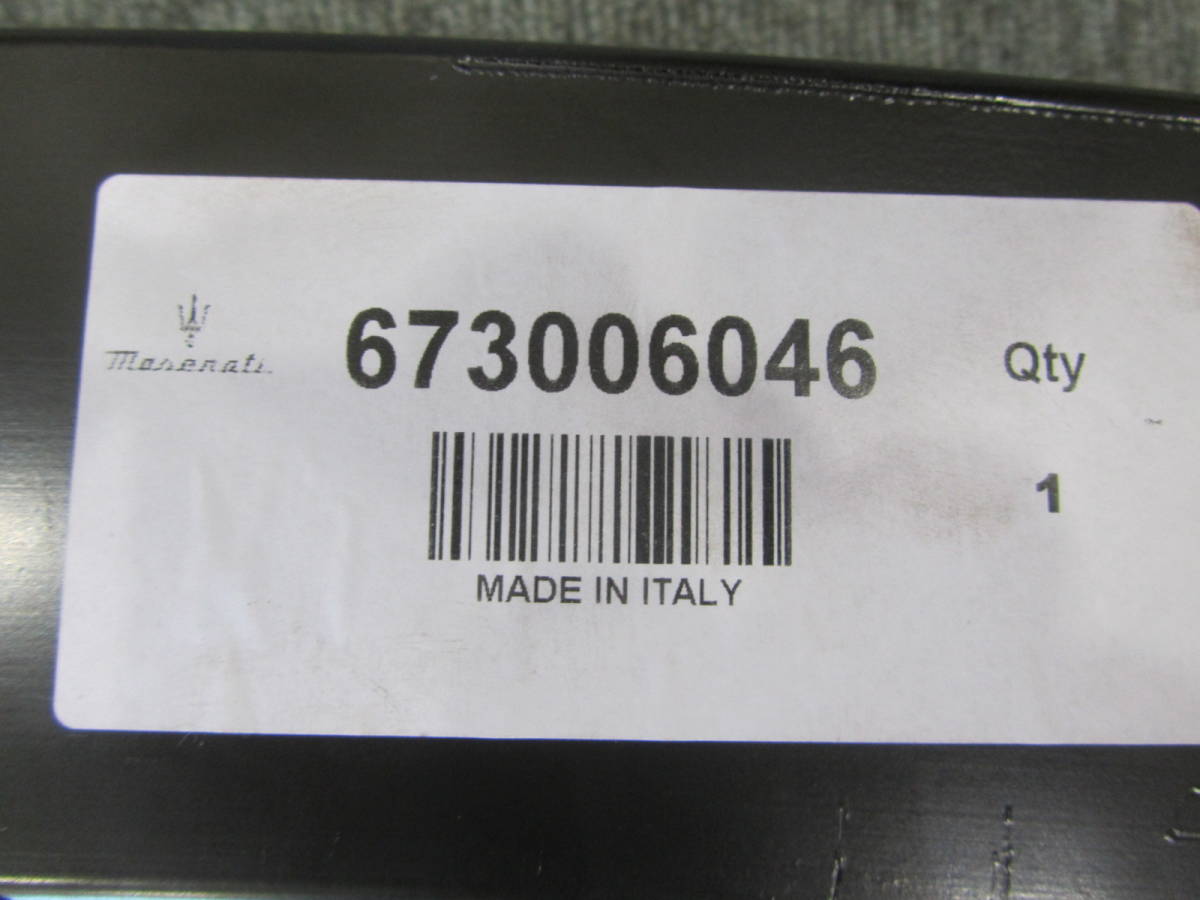 Maserati
673006046
Qty
1
MADE IN ITALY